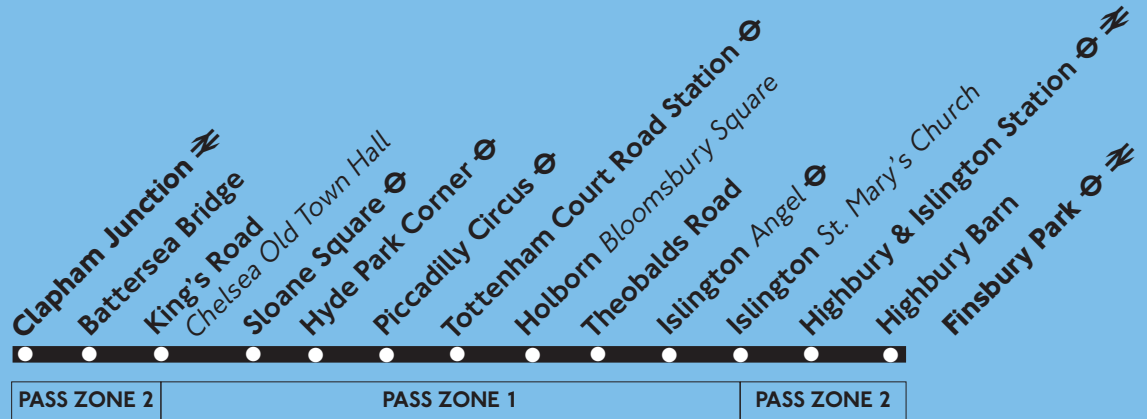 Clapham Junction
Battersea Bridge
King's Road
Chelsea Old Town Hall
Sloane Square
Hyde Park Corner
Piccadilly Circus
Tottenham Court Road Station
Holborn Bloomsbury Square
Theobalds Road
Islington Angel
Islington St. Mary's Church
Highbury & Islington Station
Highbury Barn
Finsbury Park
PASS ZONE 2
PASS ZONE 1
PASS ZONE 2